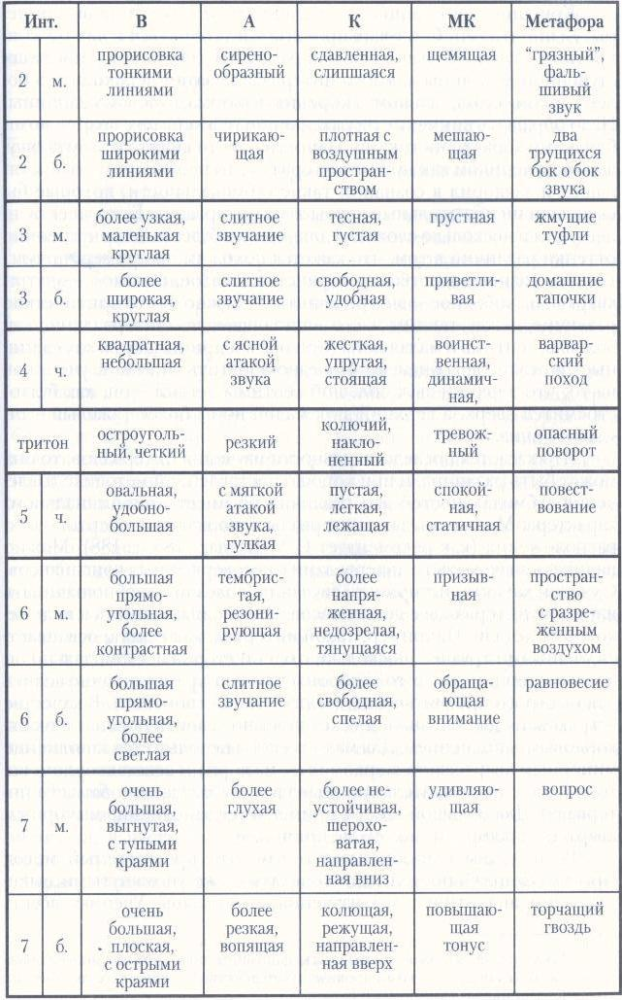 Инт.
В
А
К
МК
Метафора
2 м.
прорисовка
тонкими
линиями
сирено-
образный
сдавленная,
слипшаяся
щемящая
“грязный”,
фаль-
шивый
звук
2 б.
прорисовка
широкими
линиями
чирикаю-
щая
плотная с
воздушным
простран-
ством
мешаю-
щая
два
трущихся
бок о бок
звука
3 м.
более узкая,
маленькая
круглая
слитное
звучание
тесная,
густая
грустная
жмущие
туфли
3 б.
более
широкая,
круглая
слитное
звучание
свободная,
удобная
приветли-
вая
домашние
тапочки
4 ч.
квадратная,
небольшая
с ясной
атакой
звука
жесткая,
упругая,
стоящая
воинст-
венная,
динамич-
ная,
варвар-
ский
поход
тритон
остроуголь-
ный, четкий
резкий
колючий,
накло-
ненный
тревож-
ный
опасный
поворот
5 ч.
овальная,
удобно-
большая
с мягкой
атакой
звука,
гулкая
пустая,
легкая,
лежащая
спокой-
ная,
статичная
повест-
вование
6 м.
большая
прямо-
угольная,
более
контрастная
тембрис-
тая,
резони-
рующая
более
напря-
женная,
недозрелая,
тянущаяся
призыв-
ная
простран-
ство
с разре-
женным
воздухом
6 б.
большая
прямо-
угольная,
более
светлая
слитное
звучание
более
свободная,
спелая
обраща-
ющая
внимание
равновесие
7 м.
очень
большая,
выгнутая,
с тупыми
краями
более
глухая
более не-
устойчивая,
шерохо-
ватая,
направлен-
ная вниз
удивляю-
щая
вопрос
7 б.
очень
большая,
плоская,
с острыми
краями
более
резкая,
вопящая
колющая,
режущая,
направлен-
ная вверх
повышаю-
щая
тонус
торчащий
гвоздь